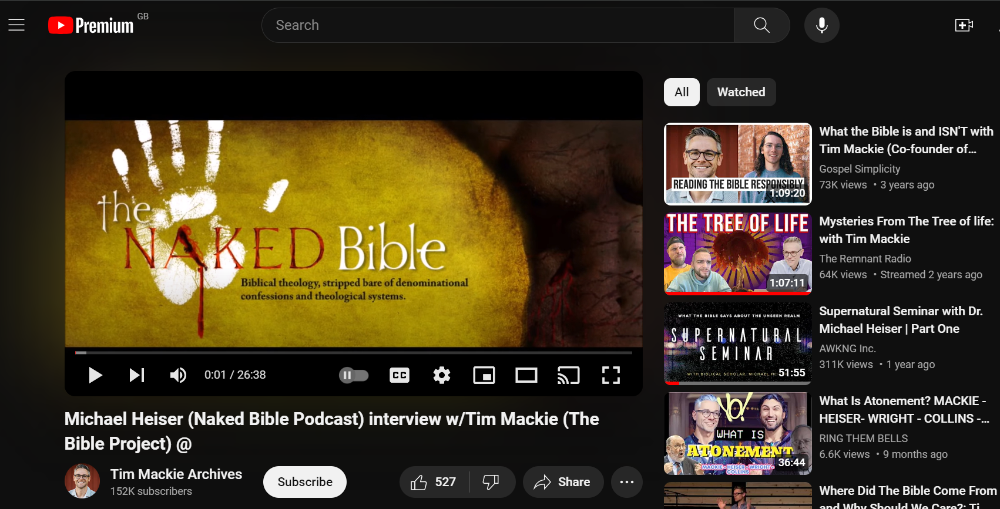 Premium
GB
Search
the
NAKED Bible
Biblical theology, stripped bare of denominational
confessions and theological systems.
0:01 / 26:38
CC
Michael Heiser (Naked Bible Podcast) interview w/Tim Mackie (The
Bible Project) @
Tim Mackie Archives
152K subscribers
Subscribe
527
Share
All
Watched
READING THE BIBLE RESPONSIBLY
1:09:20
What the Bible is and ISN'T with
Tim Mackie (Co-founder of...
Gospel Simplicity
73K views • 3 years ago
THE TREE OF LIFE
1:07:11
Mysteries From The Tree of life:
with Tim Mackie
The Remnant Radio
64K views • Streamed 2 years ago
WHAT THE BIBLE SAYS ABOUT THE UNSEEN REALM
SUPERNATURAL
SEMINAR
WITH BIBLICAL SCHOLAR, MICHAEL
51:55
Supernatural Seminar with Dr.
Michael Heiser | Part One
AWKNG Inc.
311K views • 1 year ago
YO!
WHAT IS
ATONEMENT
MACKIE - HEISER - WRIGHT -
COLLINS
36:44
What Is Atonement? MACKIE -
HEISER- WRIGHT - COLLINS -...
RING THEM BELLS
6.6K views • 9 months ago
Where Did The Bible Come From
and Why Should We Care?: Ti...